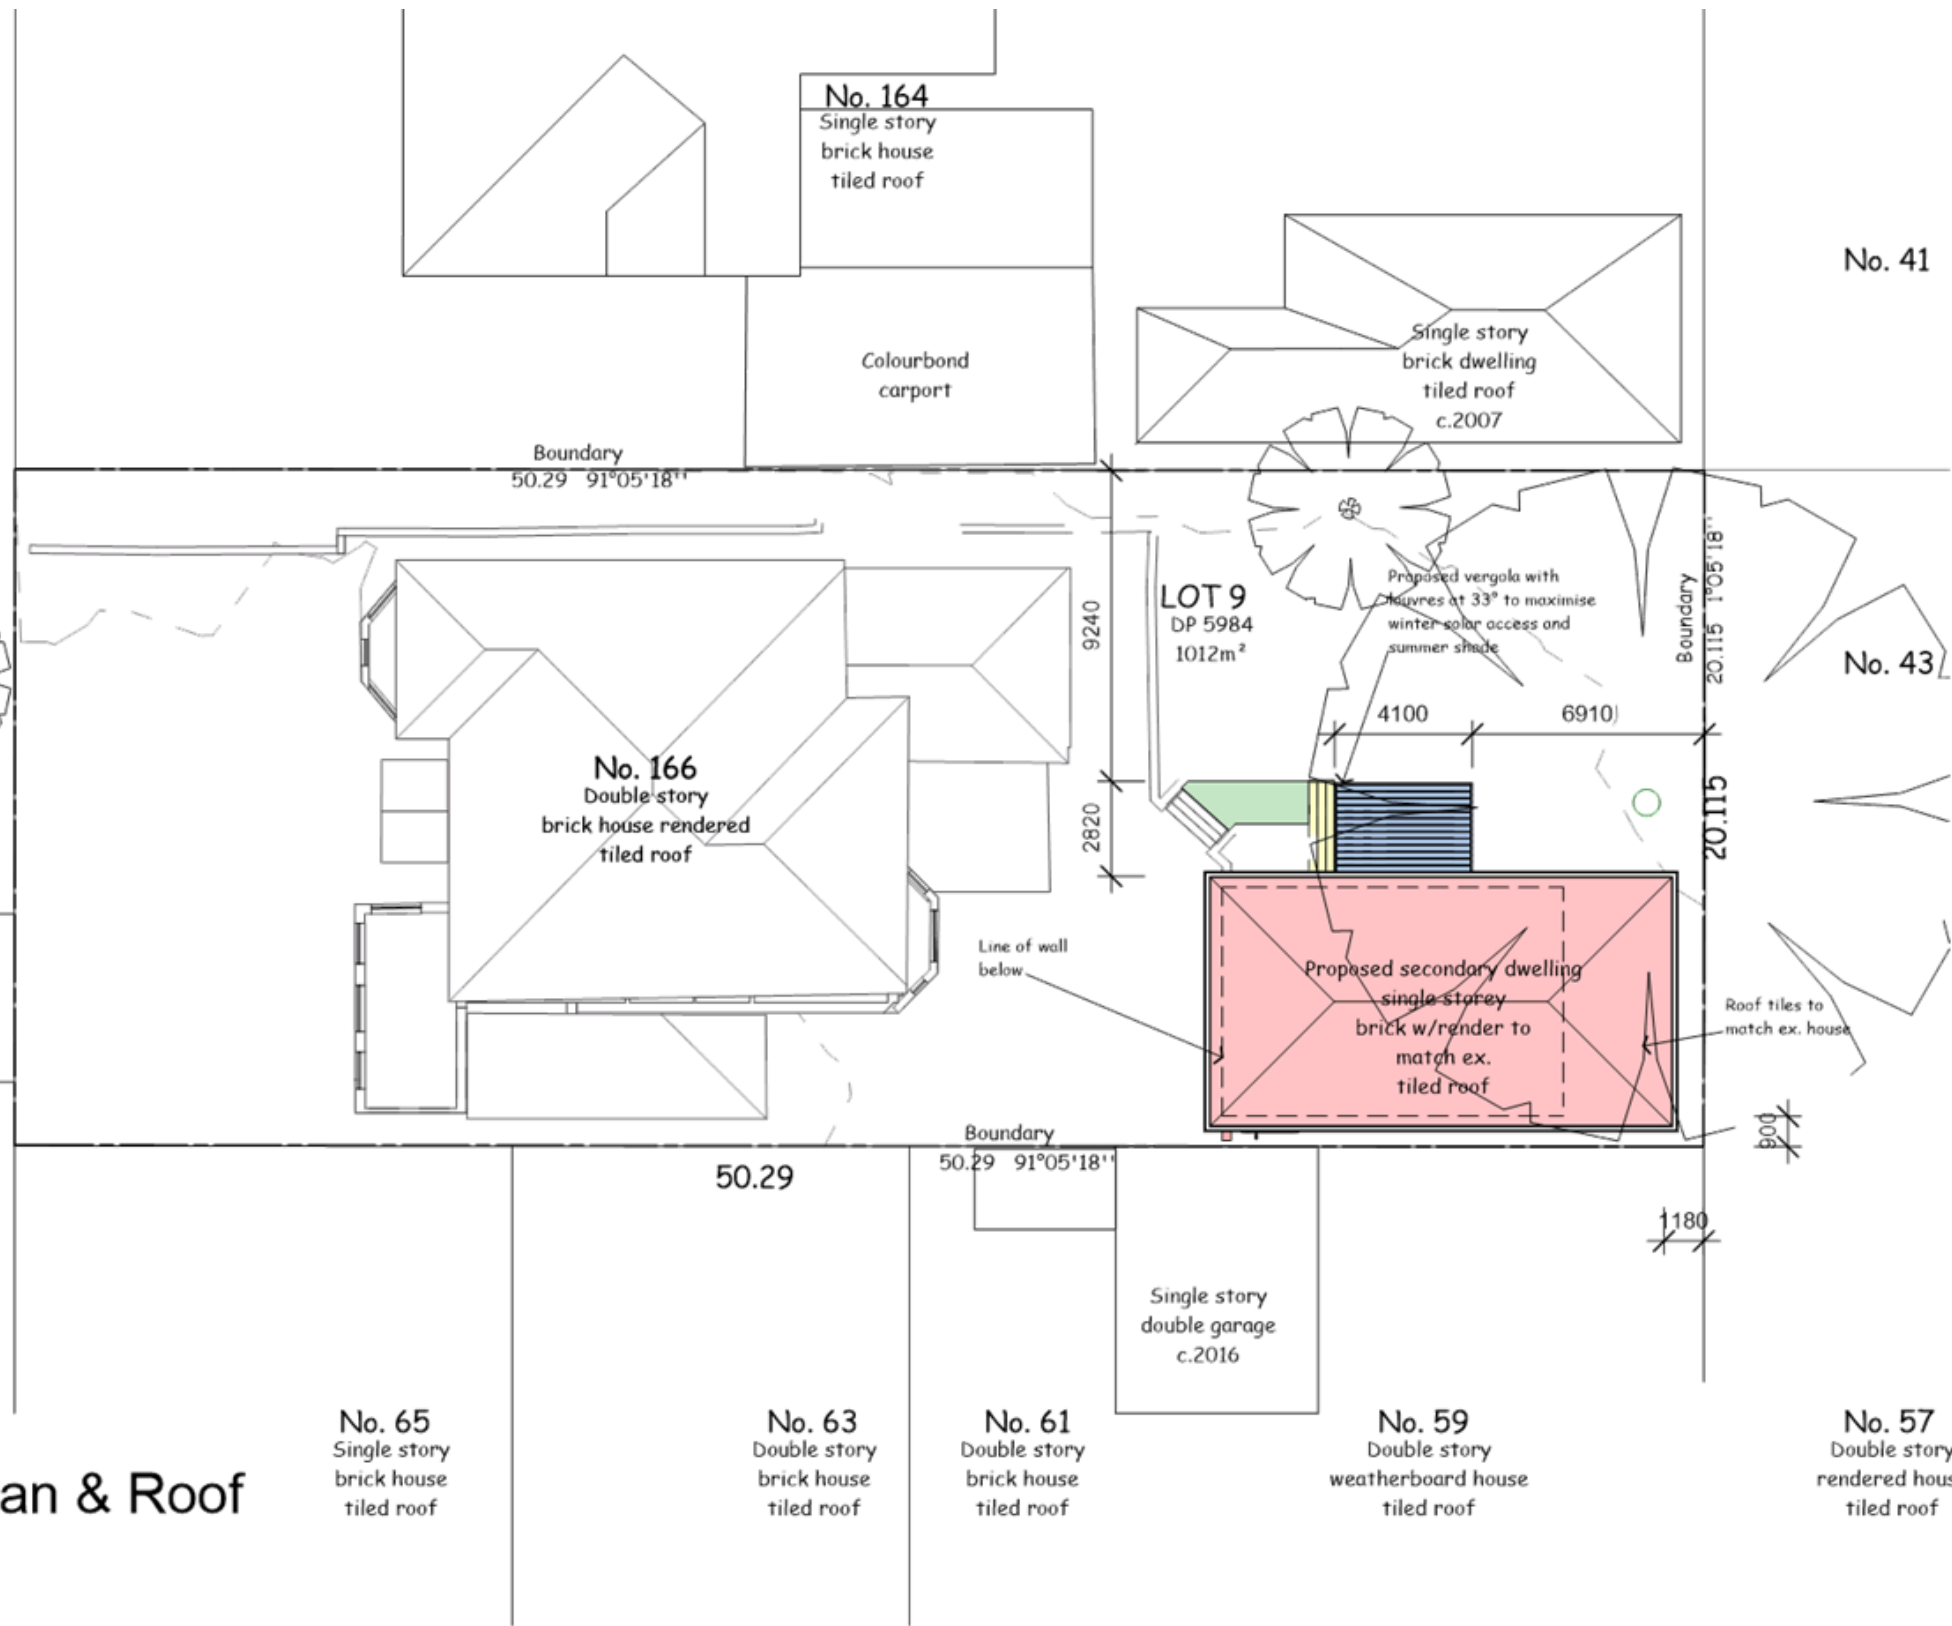 No. 164
Single story
brick house
tiled roof
No. 41
Single story
brick dwelling
tiled roof
c.2007
Colourbond
carport
Boundary
50.29 91°05'18''
Boundary
20.115 1°05'18''
9240
LOT 9
DP 5984
1012m²
Proposed vergola with
louvres at 33° to maximise
winter solar access and
summer shade
No. 43
4100
6910
No. 166
Double story
brick house rendered
tiled roof
2820
20.115
Line of wall
below
Proposed secondary dwelling
single storey
brick w/render to
match ex.
tiled roof
Roof tiles to
match ex. house
900
Boundary
50.29 91°05'18''
50.29
1180
Single story
double garage
c.2016
No. 65
Single story
brick house
tiled roof
No. 63
Double story
brick house
tiled roof
No. 61
Double story
brick house
tiled roof
No. 59
Double story
weatherboard house
tiled roof
No. 57
Double story
rendered hous
tiled roof
an & Roof